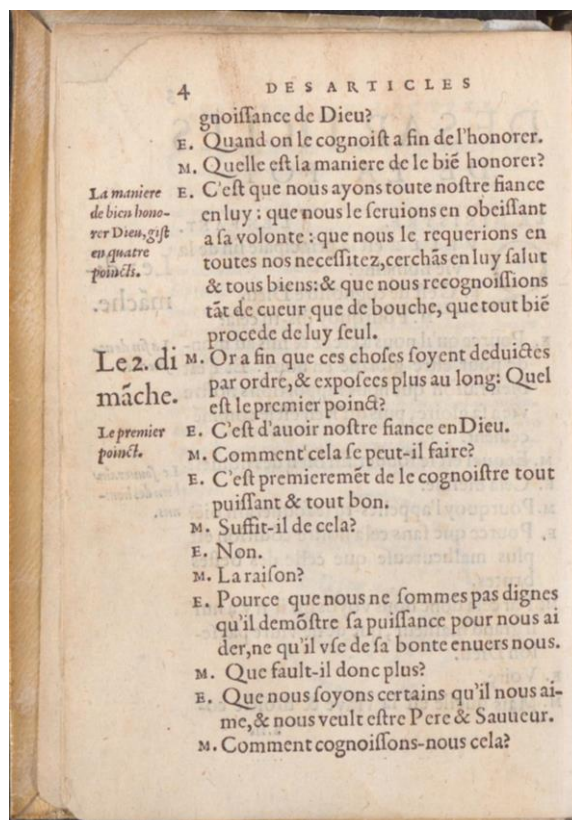 4 DES ARTICLES
gnoiſſance de Dieu?
E. Quand on le cognoiſt a fin de l'honorer.
M. Quelle eſt la maniere de le biē honorer?
La maniere
de bien hono-
rer Dieu, giſt
en quatre
poincts.
E. C'eſt que nous ayons toute noſtre fiance
en luy : que nous le ſeruions en obeiſſant
a ſa volonte : que nous le requerions en
toutes nos neceſſitez, cerchās en luy ſalut
& tous biens: & que nous recognoiſſions
tāt de cueur que de bouche, que tout biē
procede de luy ſeul.
Le 2. di
māche.
M. Or a fin que ces choſes ſoyent deduictes
par ordre, & expoſees plus au long: Quel
eſt le premier poinct?
Le premier
poinct.
E. C'eſt d'auoir noſtre fiance en Dieu.
M. Comment cela ſe peut-il faire?
E. C'eſt premieremēt de le cognoiſtre tout
puiſſant & tout bon.
M. Suffit-il de cela?
E. Non.
M. La raiſon?
E. Pource que nous ne ſommes pas dignes
qu'il demōſtre ſa puiſſance pour nous ai
der, ne qu'il vſe de ſa bonte enuers nous.
M. Que fault-il donc plus?
E. Que nous ſoyons certains qu'il nous ai-
me, & nous veult eſtre Pere & Sauueur.
M. Comment cognoiſſons-nous cela?